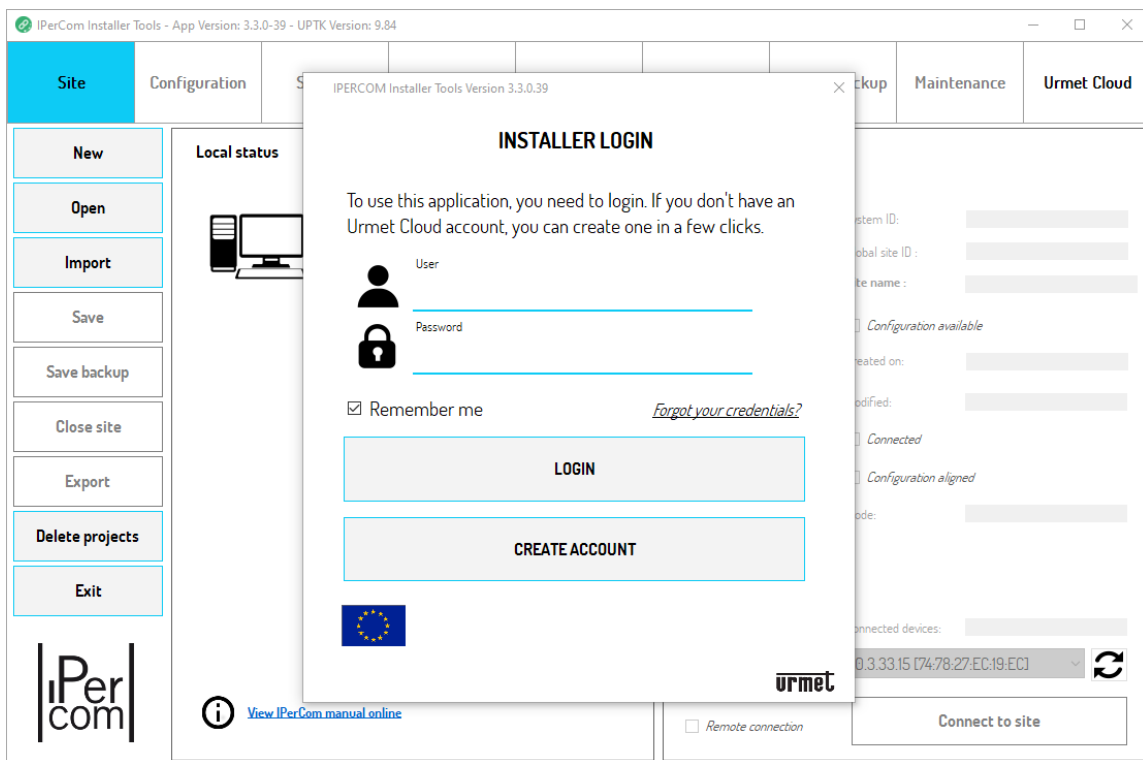 IPerCom Installer Tools - App Version: 3.3.0-39 - UPTK Version: 9.84
Site
Configuration
Maintenance
Urmet Cloud
New
Open
Import
Save
Save backup
Close site
Export
Delete projects
Exit
IPer
com
Local status
View IPerCom manual online
IPERCOM Installer Tools Version 3.3.0.39
INSTALLER LOGIN
To use this application, you need to login. If you don't have an
Urmet Cloud account, you can create one in a few clicks.
User
Password
Remember me
Forgot your credentials?
LOGIN
CREATE ACCOUNT
urmet
ystem ID:
obal site ID :
te name :
Configuration available
reated on:
odified:
Connected
Configuration aligned
ode:
onnected devices:
0.3.33.15 [74:78:27:EC:19:EC]
Remote connection
Connect to site